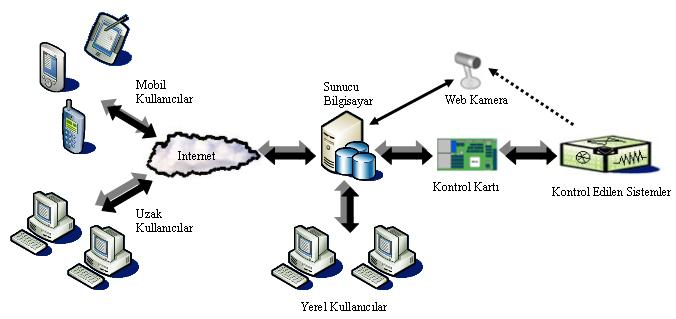 Mobil
Kullanıcılar
Sunucu
Bilgisayar
Web Kamera
Internet
Kontrol Kartı
Kontrol Edilen Sistemler
Uzak
Kullanıcılar
Yerel Kullanıcılar